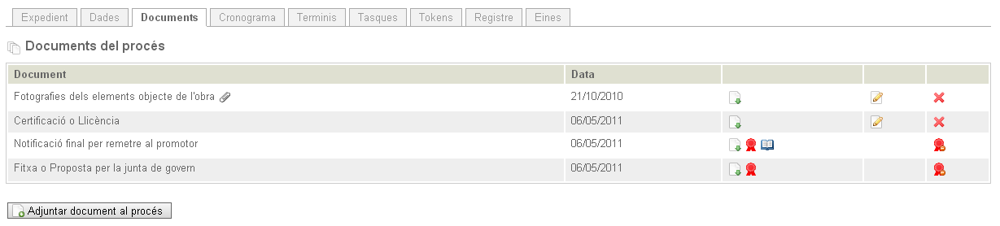 Expedient Dades Documents Cronograma Terminis Tasques Tokens Registre Eines
Documents del procés
Document Data
Fotografies dels elements objecte de l'obra 21/10/2010
Certificació o Llicència 06/05/2011
Notificació final per remetre al promotor 06/05/2011
Fitxa o Proposta per la junta de govern 06/05/2011
Adjuntar document al procés